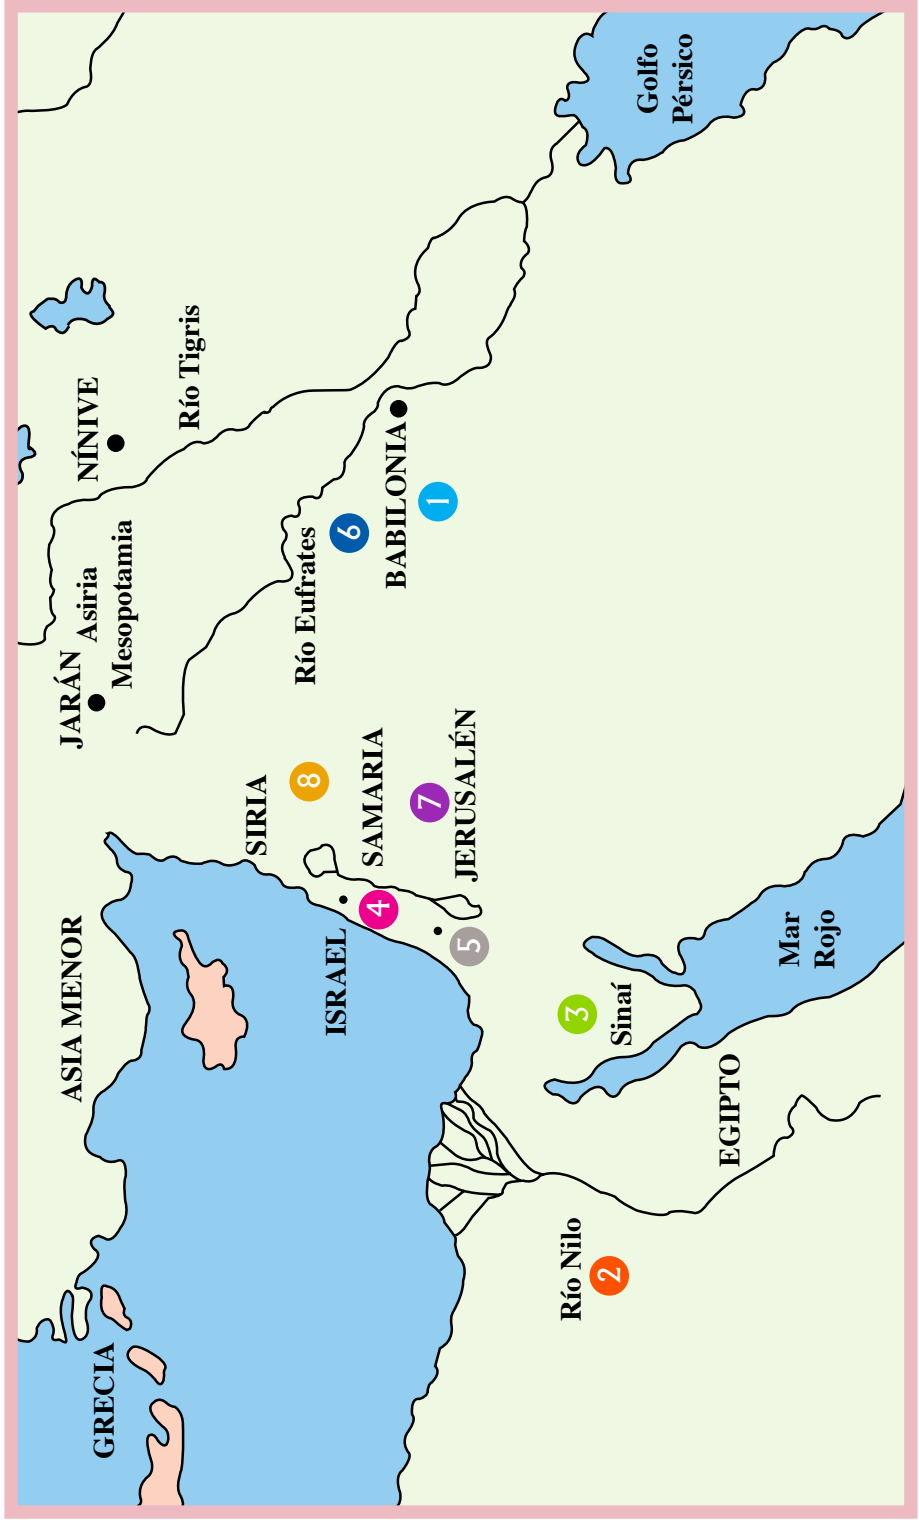 GRECIA
ASIA MENOR
JARÁN
Asiria
Mesopotamia
NÍNIVE
Río Tigris
SIRIA
8
Río Eufrates
6
ISRAEL
SAMARIA
4
BABILONIA
1
7
JERUSALÉN
5
Golfo
Pérsico
Río Nilo
2
3
Sinaí
EGIPTO
Mar
Rojo